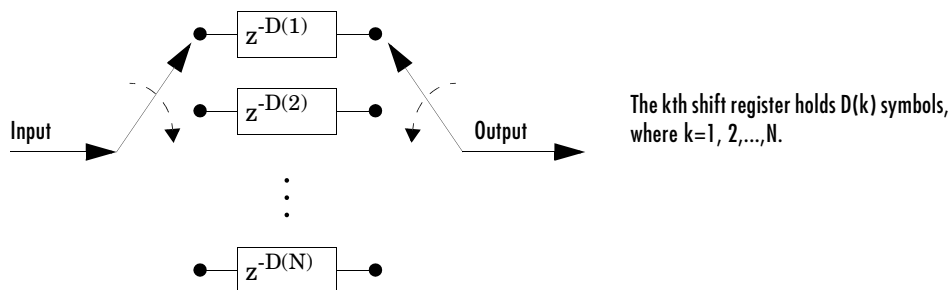 z-D(1)
z-D(2)
Input
Output
The kth shift register holds D(k) symbols,
where k=1, 2,...,N.
z-D(N)